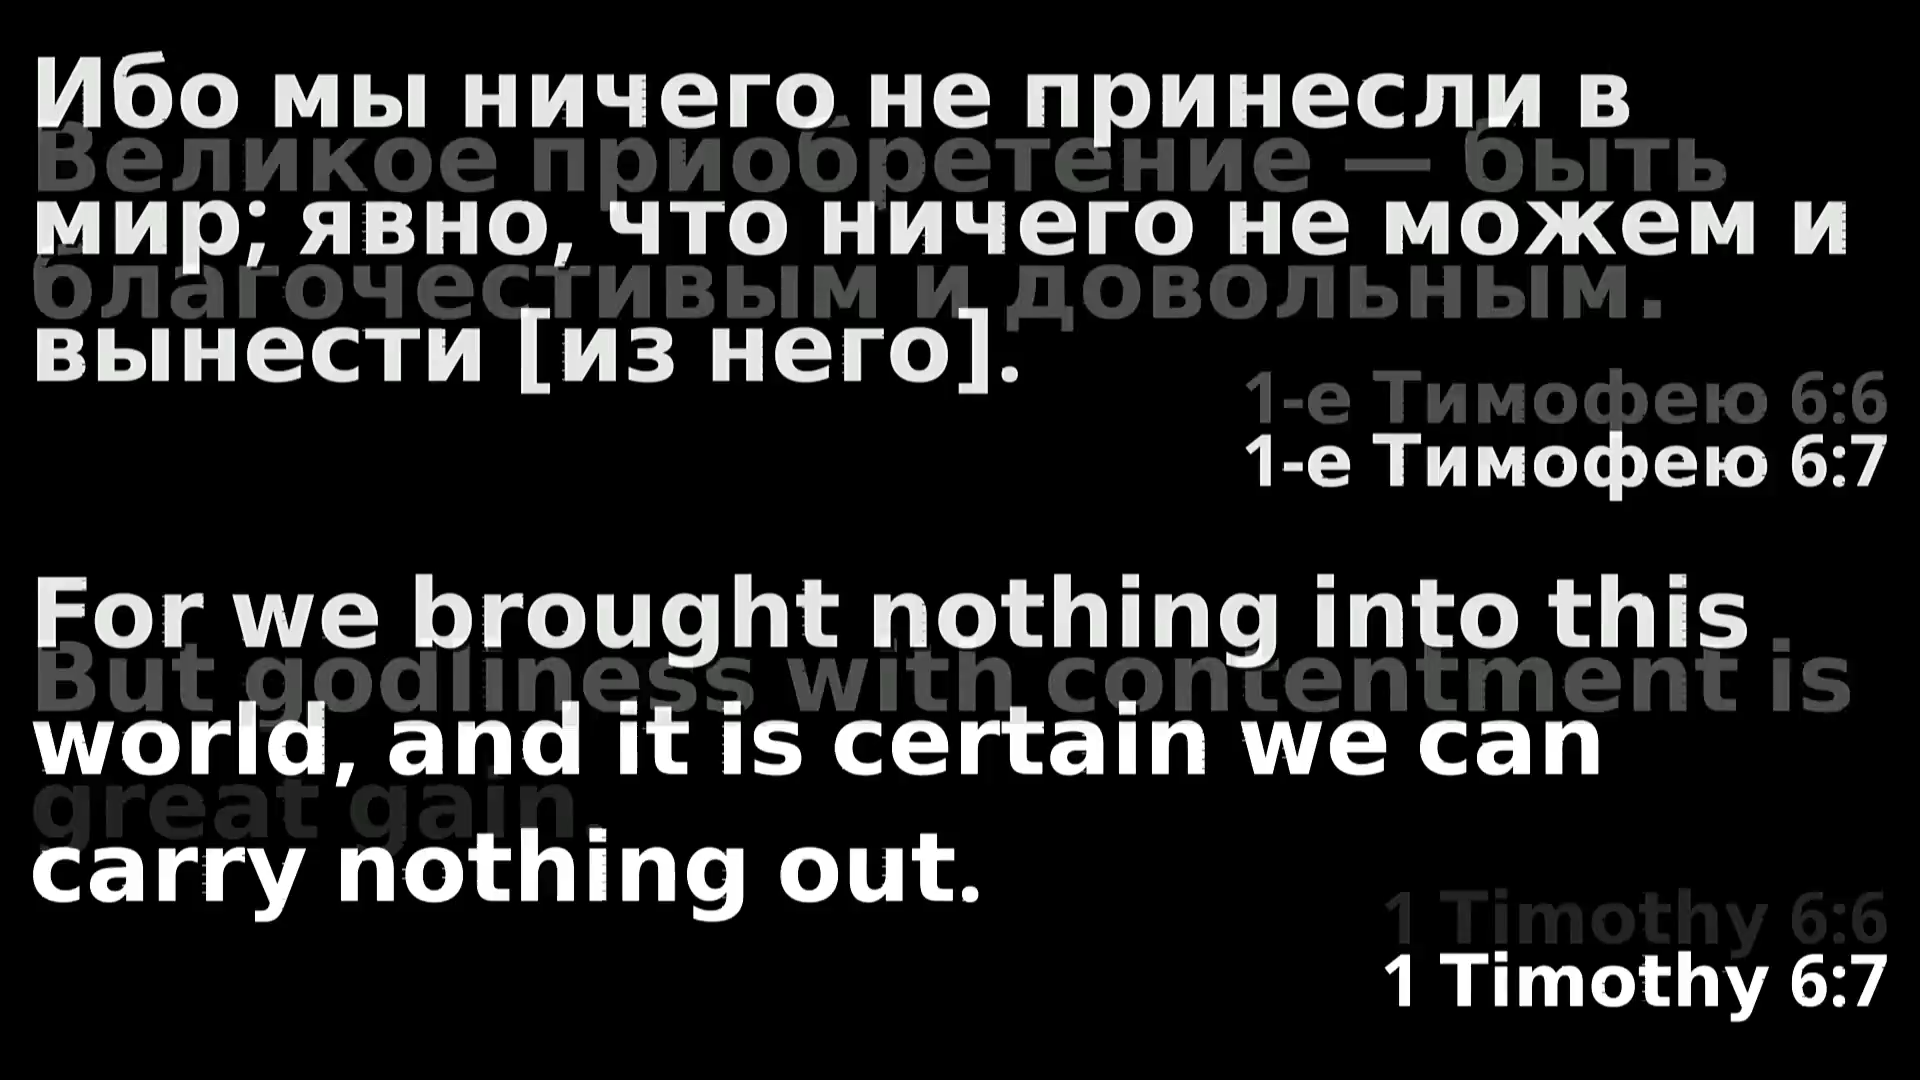 Ибо мы ничего не принесли в
Великое приобретение — быть
мир; явно, что ничего не можем и
благочестивым и довольным.
вынести [из него].
1-е Тимофею 6:6
1-е Тимофею 6:7
For we brought nothing into this
But godliness with contentment is
world, and it is certain we can
great gain.
carry nothing out.
1 Timothy 6:6
1 Timothy 6:7